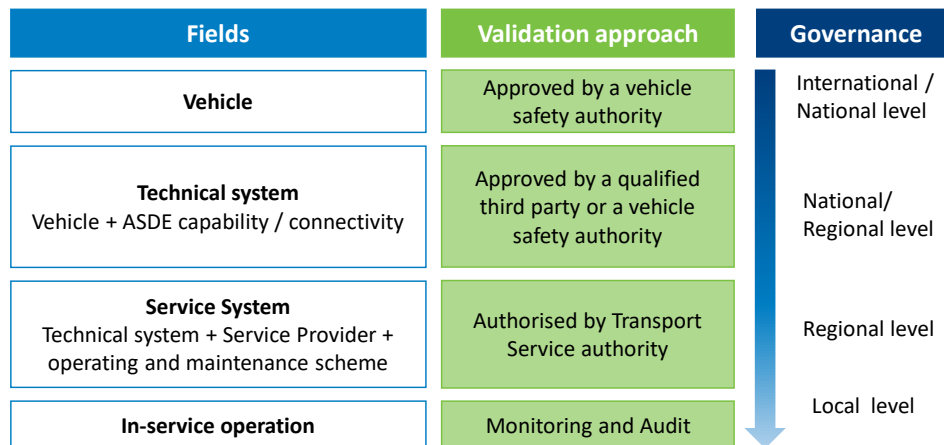 Fields
Validation approach
Governance
Vehicle
Approved by a vehicle
safety authority
International /
National level
Technical system
Vehicle + ASDE capability / connectivity
Approved by a qualified
third party or a vehicle
safety authority
National/
Regional level
Service System
Technical system + Service Provider +
operating and maintenance scheme
Authorised by Transport
Service authority
Regional level
In-service operation
Monitoring and Audit
Local level